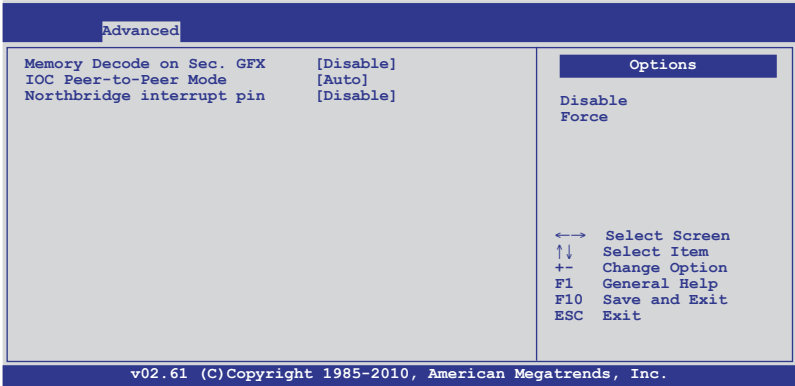 Advanced
Memory Decode on Sec. GFX [Disable]
IOC Peer-to-Peer Mode [Auto]
Northbridge interrupt pin [Disable]
Options
Disable
Force
←→ Select Screen
↑↓ Select Item
+- Change Option
F1 General Help
F10 Save and Exit
ESC Exit
v02.61 (C)Copyright 1985-2010, American Megatrends, Inc.